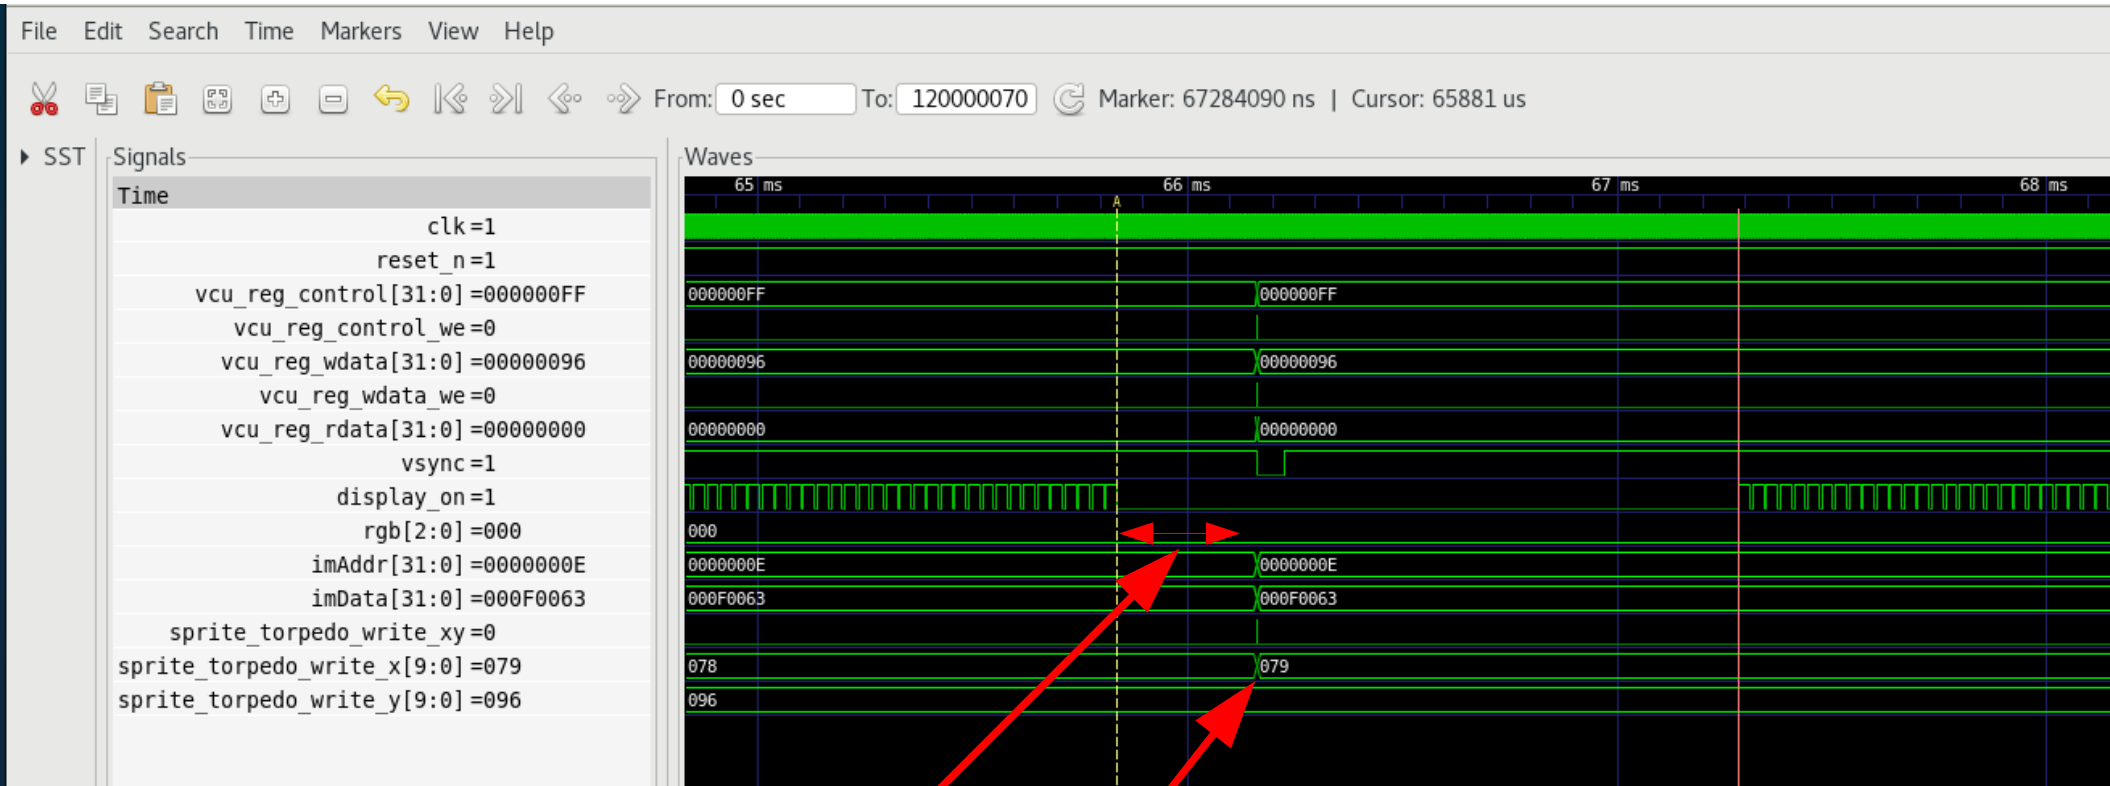 File Edit Search Time Markers View Help
From: 0 sec To: 120000070 Marker: 67284090 ns | Cursor: 65881 us
SST Signals Waves
Time 65 ms 66 ms 67 ms 68 ms
A
clk=1
reset_n=1
vcu_reg_control[31:0]=000000FF 000000FF 000000FF
vcu_reg_control_we=0
vcu_reg_wdata[31:0]=00000096 00000096 00000096
vcu_reg_wdata_we=0
vcu_reg_rdata[31:0]=00000000 00000000 00000000
vsync=1
display_on=1
rgb[2:0]=000 000
imAddr[31:0]=0000000E 0000000E 0000000E
imData[31:0]=000F0063 000F0063 000F0063
sprite_torpedo_write_xy=0
sprite_torpedo_write_x[9:0]=079 078 079
sprite_torpedo_write_y[9:0]=096 096